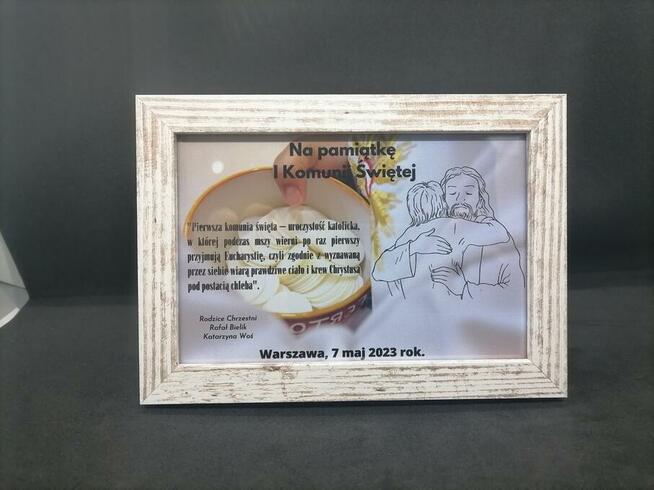 Na pamiątkę
I Komunii Świętej
"Pierwsza komunia święta – uroczystość katolicka,
w której podczas mszy wierni po raz pierwszy
przyjmują Eucharystię, czyli zgodnie z wyznawaną
przez siebie wiarą prawdziwe ciało i krew Chrystusa
pod postacią chleba".
Rodzice Chrzestni
Rafał Bielik
Katarzyna Woś
Warszawa, 7 maj 2023 rok.